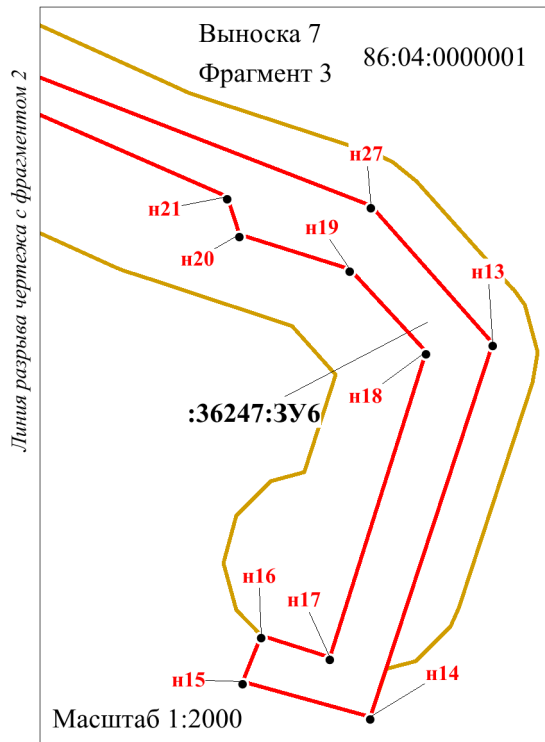 Выноска 7
Фрагмент 3
86:04:0000001
Линия разрыва чертежа с фрагментом 2
н27
н21
н19
н20
н13
н18
:36247:ЗУ6
н16
н17
н15
н14
Масштаб 1:2000